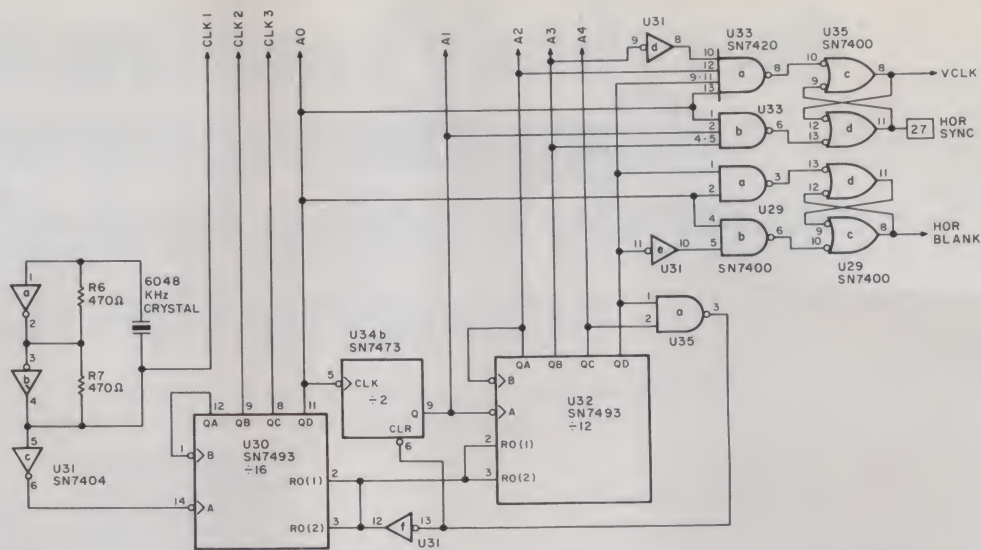 CLK 1
CLK 2
CLK 3
A0
A1
A2
A3
A4
U31
9
d
8
U33
SN7420
10
12
9-11
13
a
8
U35
SN7400
10
9
c
8
VCLK
U33
1
2
4-5
b
6
12
13
d
11
27
HOR
SYNC
1
2
a
3
U29
13
12
d
11
4
5
b
6
SN7400
9
10
c
8
HOR
BLANK
U29
SN7400
11
e
10
U31
1
2
a
3
U35
1
a
2
R6
470Ω
6048
KHz
CRYSTAL
3
b
4
R7
470Ω
5
c
6
U31
SN7404
12
9
8
11
QA
QB
QC
QD
1
B
U30
SN7493
÷16
14
A
RO(1)
2
RO(2)
3
U34b
SN7473
5
CLK
÷2
Q
9
CLR
6
12
f
13
U31
QA
QB
QC
QD
B
A
U32
SN7493
÷12
2
RO(1)
3
RO(2)